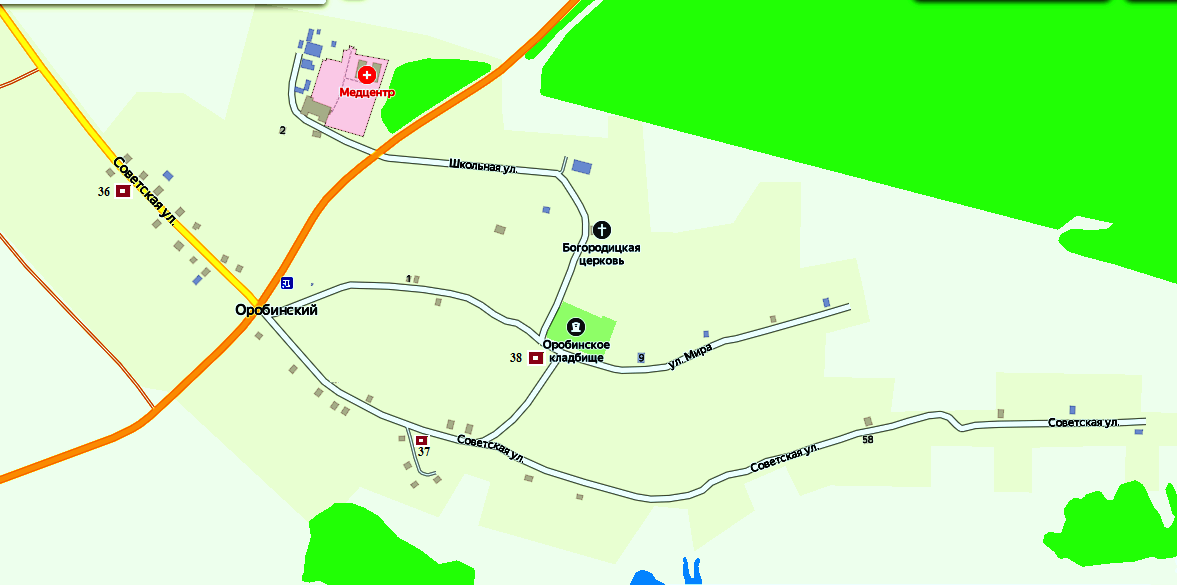 Медцентр
2
Школьная ул.
Советская ул.
36
Богородицкая
церковь
1
Оробинский
Оробинское
кладбище
38
9
ул. Мира
37
Советская ул.
Советская ул.
58
Советская ул.